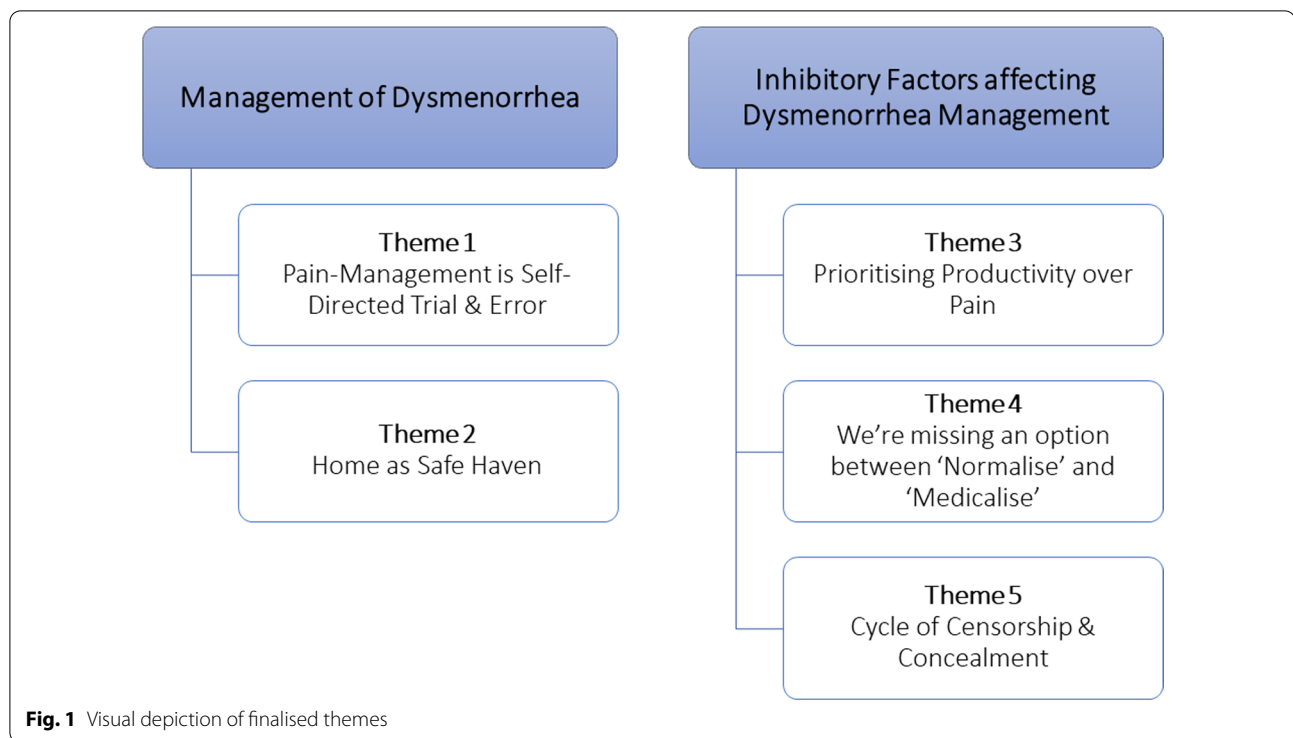 Management of Dysmenorrhea
Theme 1
Pain-Management is Self-
Directed Trial & Error
Theme 2
Home as Safe Haven
Inhibitory Factors affecting
Dysmenorrhea Management
Theme 3
Prioritising Productivity over
Pain
Theme 4
We’re missing an option
between ‘Normalise’ and
‘Medicalise’
Theme 5
Cycle of Censorship &
Concealment
Fig. 1 Visual depiction of finalised themes